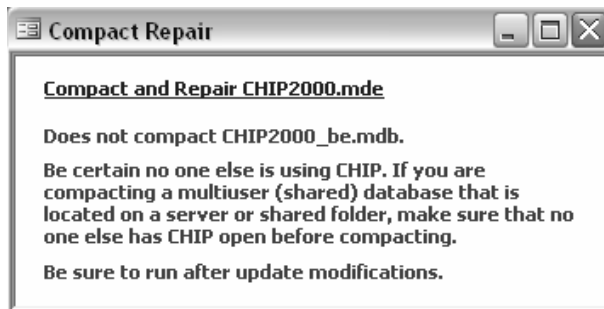 Compact Repair
Compact and Repair CHIP2000.mde
Does not compact CHIP2000_be.mdb.
Be certain no one else is using CHIP. If you are
compacting a multiuser (shared) database that is
located on a server or shared folder, make sure that no
one else has CHIP open before compacting.
Be sure to run after update modifications.